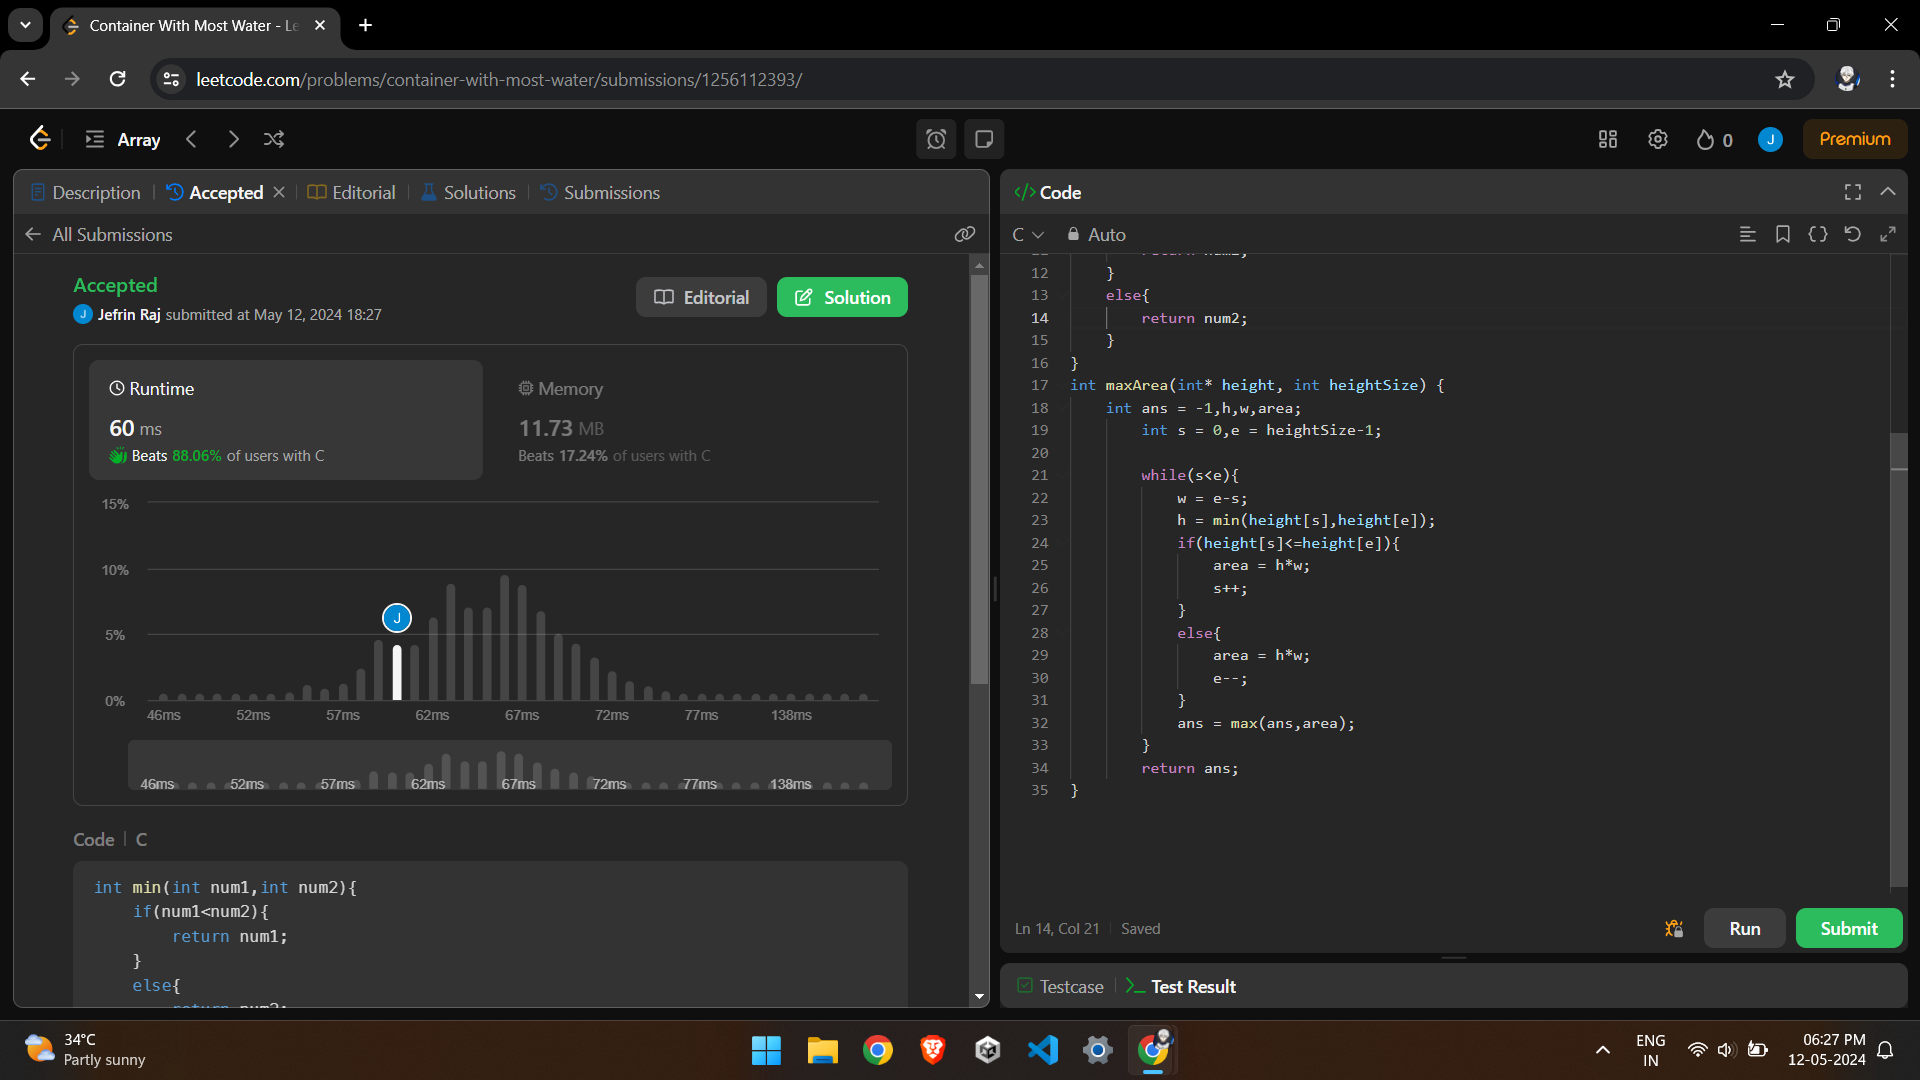 Container With Most Water - Le
leetcode.com/problems/container-with-most-water/submissions/1256112393/
Array
0
J
Premium
Description
Accepted
Editorial
Solutions
Submissions
All Submissions
Accepted
J Jefrin Raj submitted at May 12, 2024 18:27
Editorial
Solution
Runtime
60 ms
Beats 88.06% of users with C
Memory
11.73 MB
Beats 17.24% of users with C
15%
10%
5%
0%
J
46ms 52ms 57ms 62ms 67ms 72ms 77ms 138ms
46ms 52ms 57ms 62ms 67ms 72ms 77ms 138ms
Code C
int min(int num1,int num2){
if(num1<num2){
return num1;
}
else{
</> Code
C Auto
12 }
13 else{
14 return num2;
15 }
16 }
17 int maxArea(int* height, int heightSize) {
18 int ans = -1,h,w,area;
19 int s = 0,e = heightSize-1;
20
21 while(s<e){
22 w = e-s;
23 h = min(height[s],height[e]);
24 if(height[s]<=height[e]){
25 area = h*w;
26 s++;
27 }
28 else{
29 area = h*w;
30 e--;
31 }
32 ans = max(ans,area);
33 }
34 return ans;
35 }
Ln 14, Col 21 Saved
Run
Submit
Testcase
Test Result
34°C
Partly sunny
ENG
IN
06:27 PM
12-05-2024